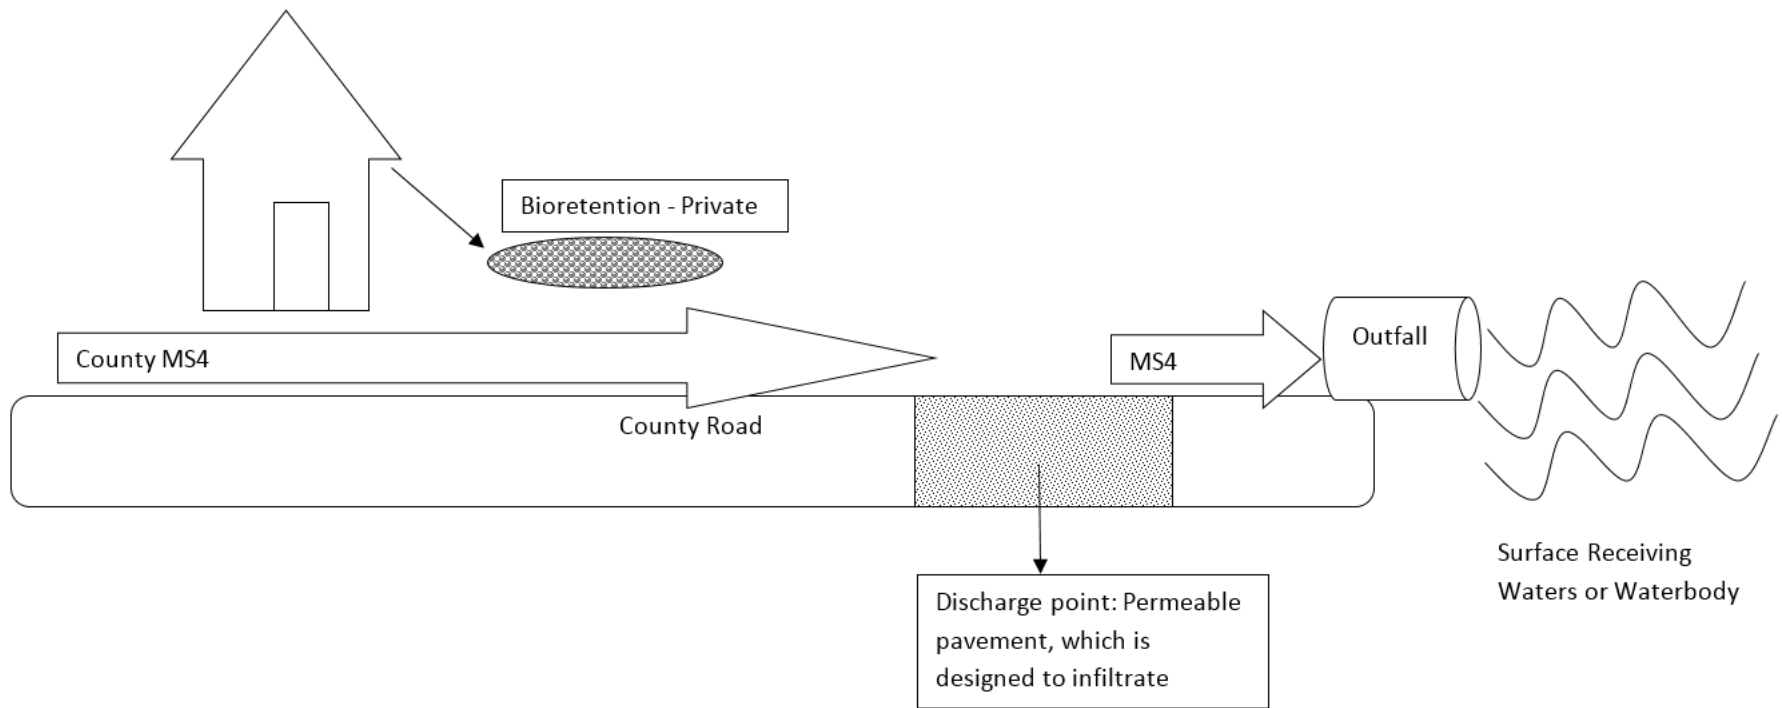 Bioretention - Private
County MS4
MS4
Outfall
County Road
Surface Receiving
Waters or Waterbody
Discharge point: Permeable
pavement, which is
designed to infiltrate